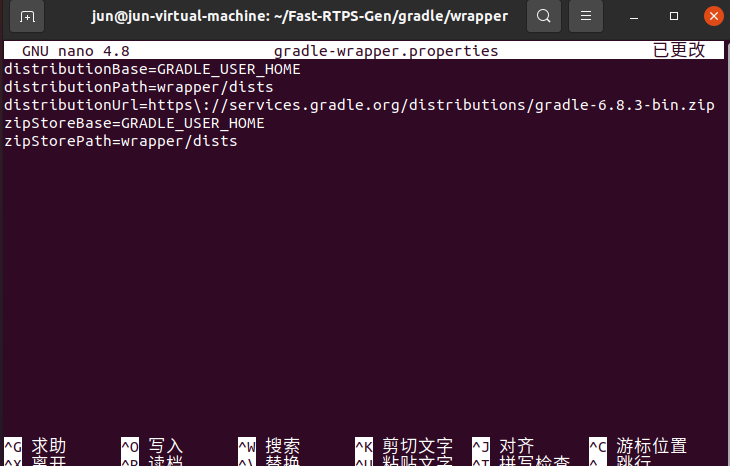 jun@jun-virtual-machine: ~/Fast-RTPS-Gen/gradle/wrapper
GNU nano 4.8 gradle-wrapper.properties 已更改
distributionBase=GRADLE_USER_HOME
distributionPath=wrapper/dists
distributionUrl=https\://services.gradle.org/distributions/gradle-6.8.3-bin.zip
zipStoreBase=GRADLE_USER_HOME
zipStorePath=wrapper/dists
^G 求助 ^O 写入 ^W 搜索 ^K 剪切文字 ^J 对齐 ^C 游标位置
^X 离开 ^R 读档 ^\ 替换 ^U 粘贴文字 ^T 拼写检查 ^_ 跳行